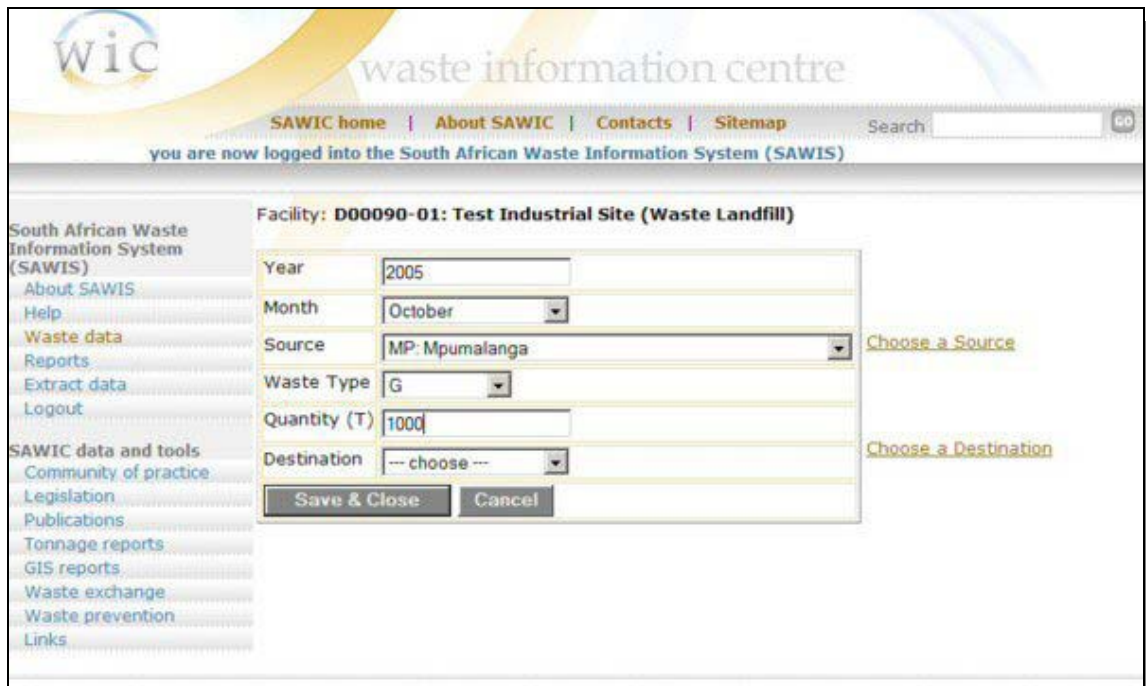 wic
waste information centre
SAWIC home | About SAWIC | Contacts | Sitemap Search GO
you are now logged into the South African Waste Information System (SAWIS)
South African Waste
Information System
(SAWIS)
About SAWIS
Help
Waste data
Reports
Extract data
Logout
SAWIC data and tools
Community of practice
Legislation
Publications
Tonnage reports
GIS reports
Waste exchange
Waste prevention
Links
Facility: D00090-01: Test Industrial Site (Waste Landfill)
Year 2005
Month October
Source MP: Mpumalanga Choose a Source
Waste Type G
Quantity (T) 1000
Destination --- choose --- Choose a Destination
Save & Close Cancel